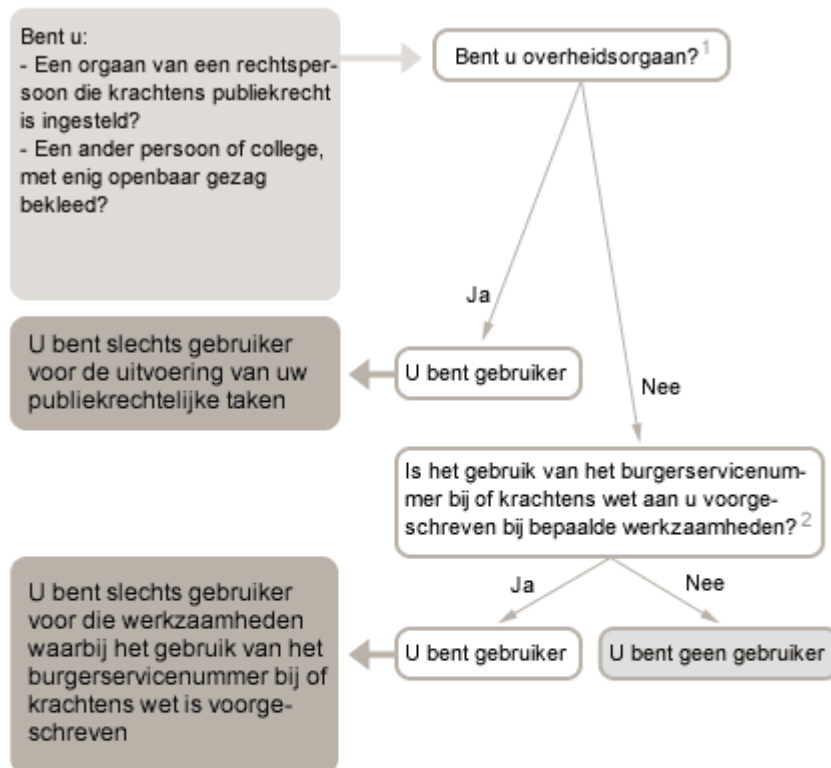 Bent u:
- Een orgaan van een rechtsper-
soon die krachtens publiekrecht
is ingesteld?
- Een ander persoon of college,
met enig openbaar gezag
bekleed?
Bent u overheidsorgaan? 1
Ja
Nee
U bent gebruiker
U bent slechts gebruiker
voor de uitvoering van uw
publiekrechtelijke taken
Is het gebruik van het burgerservicenum-
mer bij of krachtens wet aan u voorge-
schreven bij bepaalde werkzaamheden? 2
Ja
Nee
U bent gebruiker
U bent geen gebruiker
U bent slechts gebruiker
voor die werkzaamheden
waarbij het gebruik van het
burgerservicenummer bij of
krachtens wet is voorge-
schreven